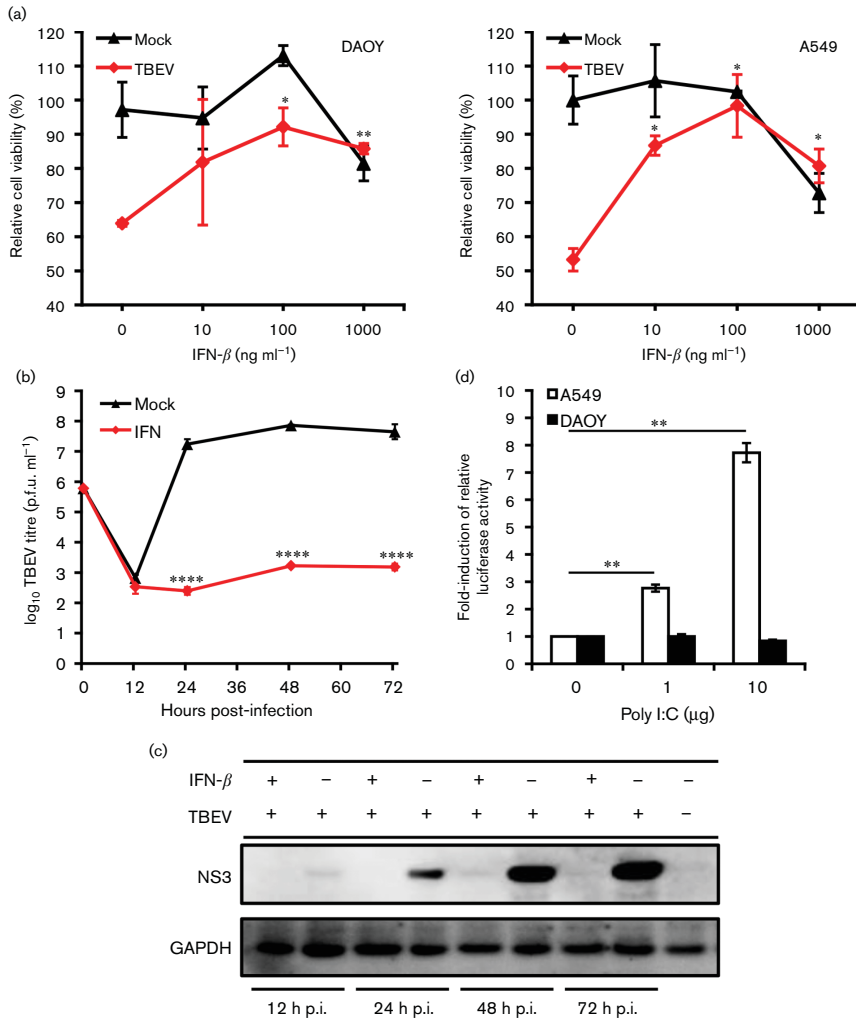 (a)
Mock
TBEV
DAOY
Relative cell viability (%)
120
110
100
90
80
70
60
50
40
*
**
0 10 100 1000
IFN-β (ng ml⁻¹)
Mock
TBEV
A549
Relative cell viability (%)
120
110
100
90
80
70
60
50
40
*
*
*
0 10 100 1000
IFN-β (ng ml⁻¹)
(b)
Mock
IFN
log₁₀ TBEV titre (p.f.u. ml⁻¹)
9
8
7
6
5
4
3
2
1
0
**** **** ****
0 12 24 36 48 60 72
Hours post-infection
(d)
A549
DAOY
Fold-induction of relative
luciferase activity
10
9
8
7
6
5
4
3
2
1
0
**
**
0 1 10
Poly I:C (μg)
(c)
IFN-β + − + − + − + − −
TBEV + + + + + + + + −
NS3
GAPDH
12 h p.i. 24 h p.i. 48 h p.i. 72 h p.i.